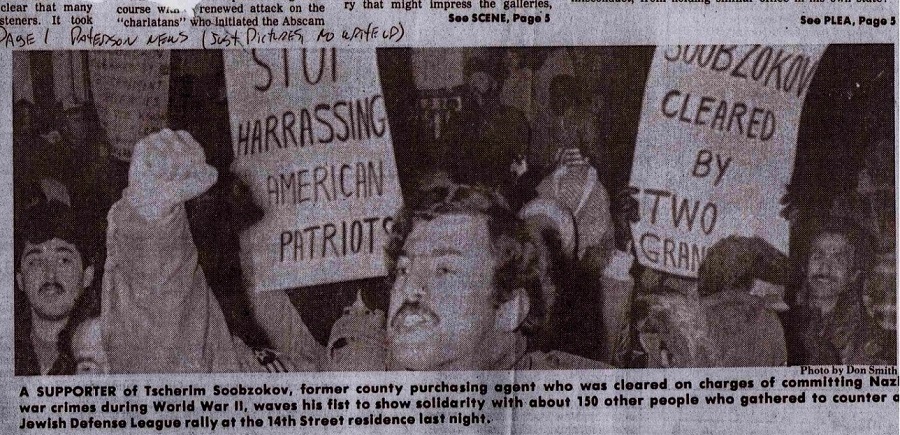 clear that many
steners. It took
course renewed attack on the
"charlatans" who initiated the Abscam
ry that might impress the galleries,
See SCENE, Page 5
See PLEA, Page 5
PAGE 1 PATERSON NEWS (JUST PICTURES, NO
STOP
HARRASSING
AMERICAN
PATRIOTS
SOOBZOKOV
CLEARED
BY
TWO
GRAN
Photo by Don Smith
A SUPPORTER of Tscherim Soobzokov, former county purchasing agent who was cleared on charges of committing Nazi
war crimes during World War II, waves his fist to show solidarity with about 150 other people who gathered to counter a
Jewish Defense League rally at the 14th Street residence last night.